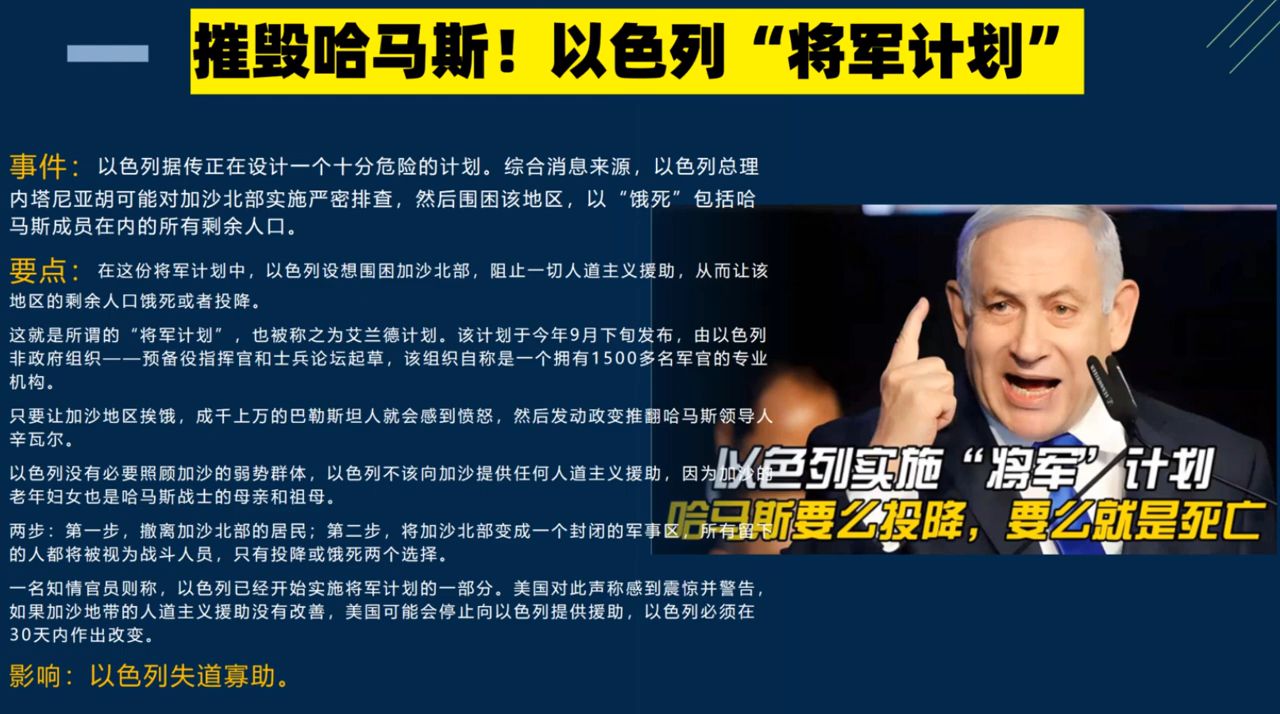 摧毁哈马斯！以色列“将军计划”
事件：以色列据传正在设计一个十分危险的计划。综合消息来源，以色列总理
内塔尼亚胡可能对加沙北部实施严密排查，然后围困该地区，以“饿死”包括哈
马斯成员在内的所有剩余人口。
要点：在这份将军计划中，以色列设想围困加沙北部，阻止一切人道主义援助，从而让该
地区的剩余人口饿死或者投降。
这就是所谓的“将军计划”，也被称之为艾兰德计划。该计划于今年9月下旬发布，由以色列
非政府组织——预备役指挥官和士兵论坛起草，该组织自称是一个拥有1500多名军官的专业
机构。
只要让加沙地区挨饿，成千上万的巴勒斯坦人就会感到愤怒，然后发动政变推翻哈马斯领导人
辛瓦尔。
以色列没有必要照顾加沙的弱势群体，以色列不该向加沙提供任何人道主义援助，因为加沙的
老年妇女也是哈马斯战士的母亲和祖母。
两步：第一步，撤离加沙北部的居民；第二步，将加沙北部变成一个封闭的军事区，所有留下
的人都将被视为战斗人员，只有投降或饿死两个选择。
一名知情官员则称，以色列已经开始实施将军计划的一部分。美国对此声称感到震惊并警告，
如果加沙地带的人道主义援助没有改善，美国可能会停止向以色列提供援助，以色列必须在
30天内作出改变。
影响：以色列失道寡助。
以色列实施“将军”计划
哈马斯要么投降，要么就是死亡